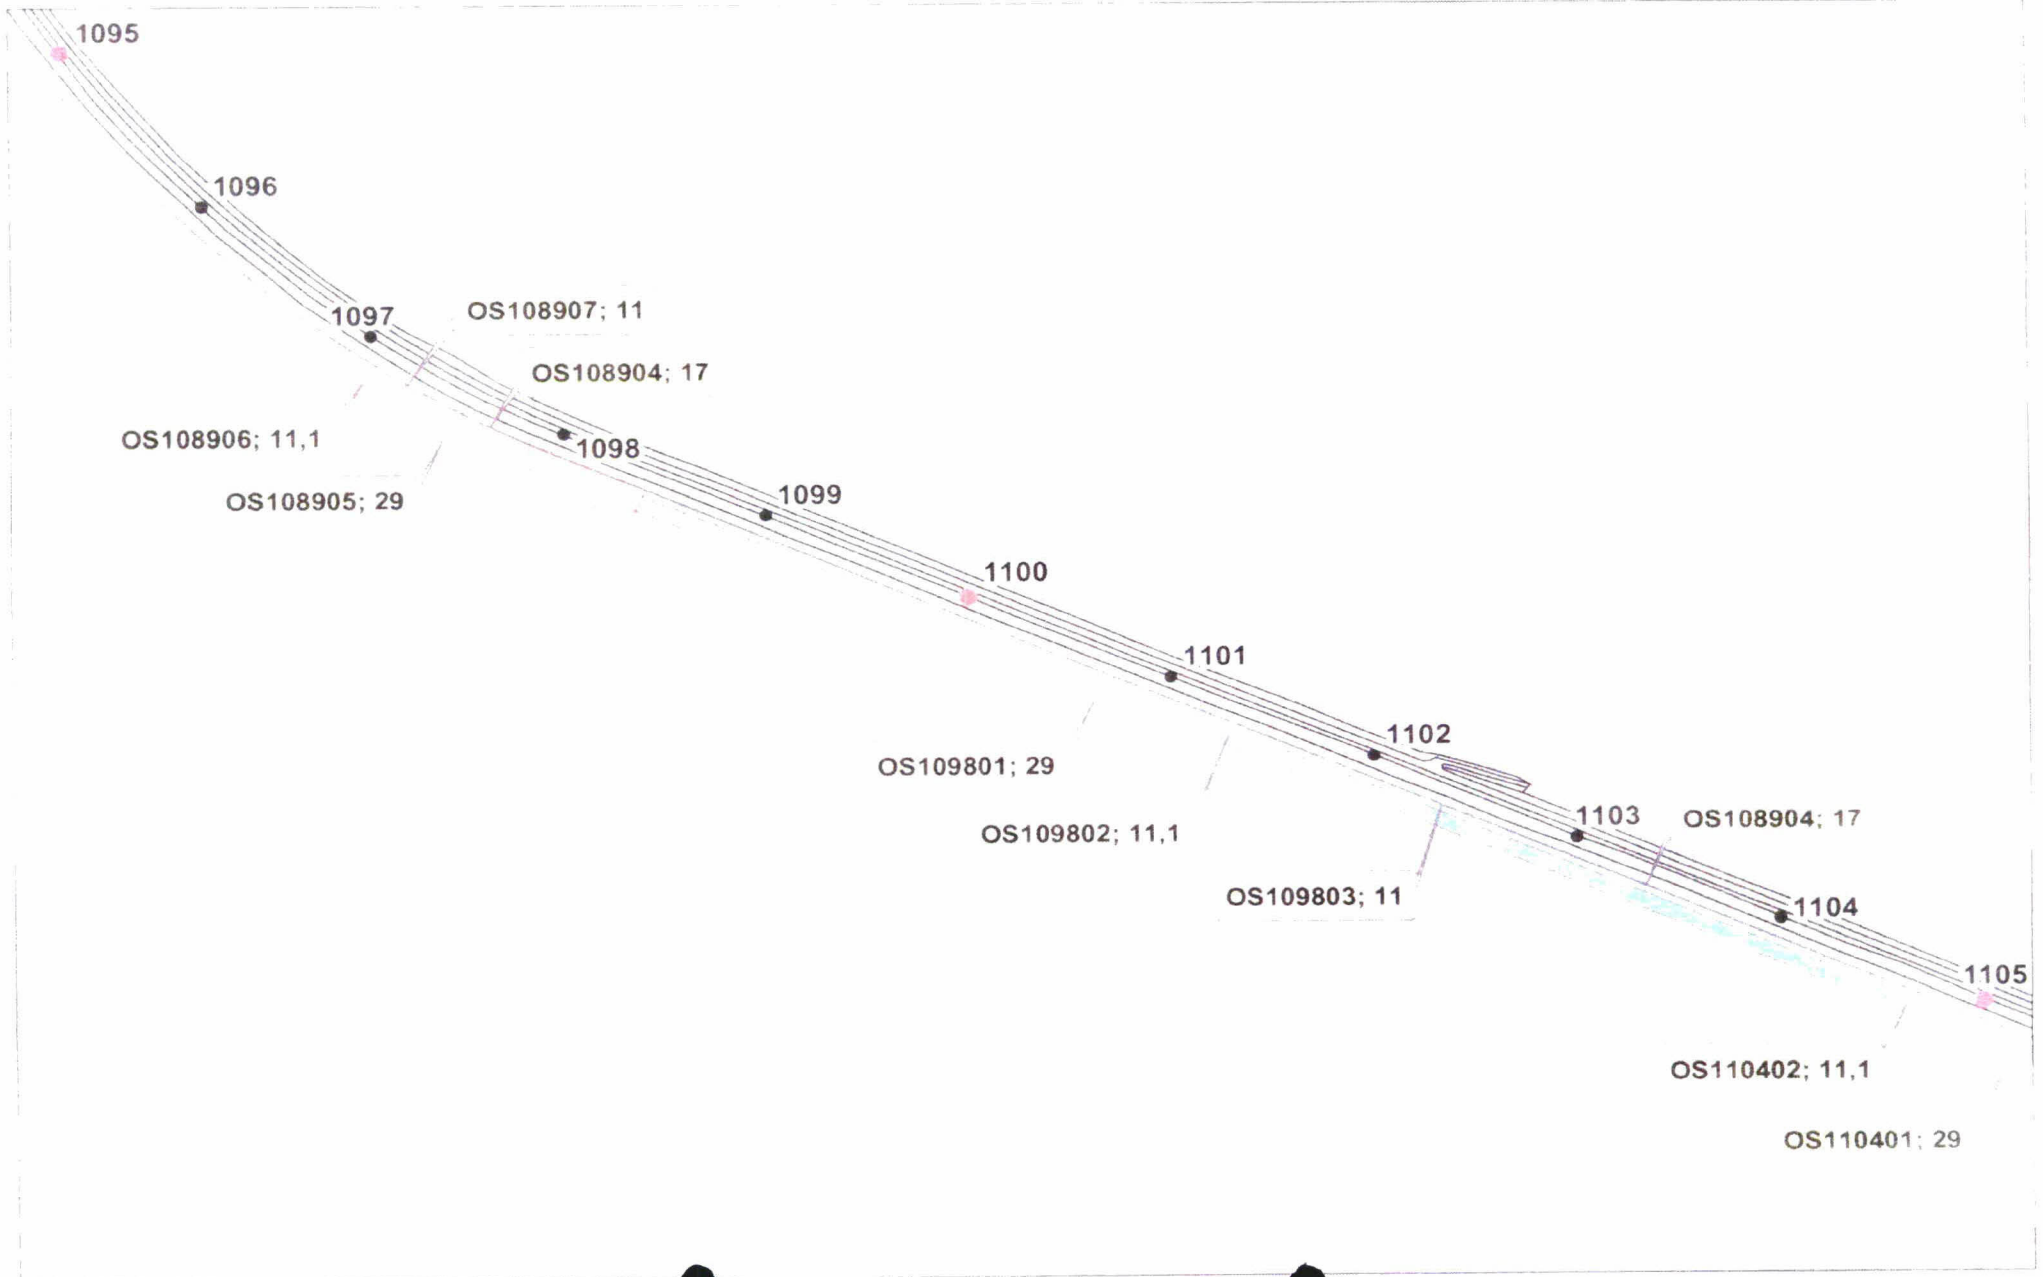 1095
1096
1097
OS108907; 11
OS108904; 17
OS108906; 11,1
1098
OS108905; 29
1099
1100
1101
1102
OS109801; 29
OS109802; 11,1
1103
OS108904; 17
OS109803; 11
1104
1105
OS110402; 11,1
OS110401; 29